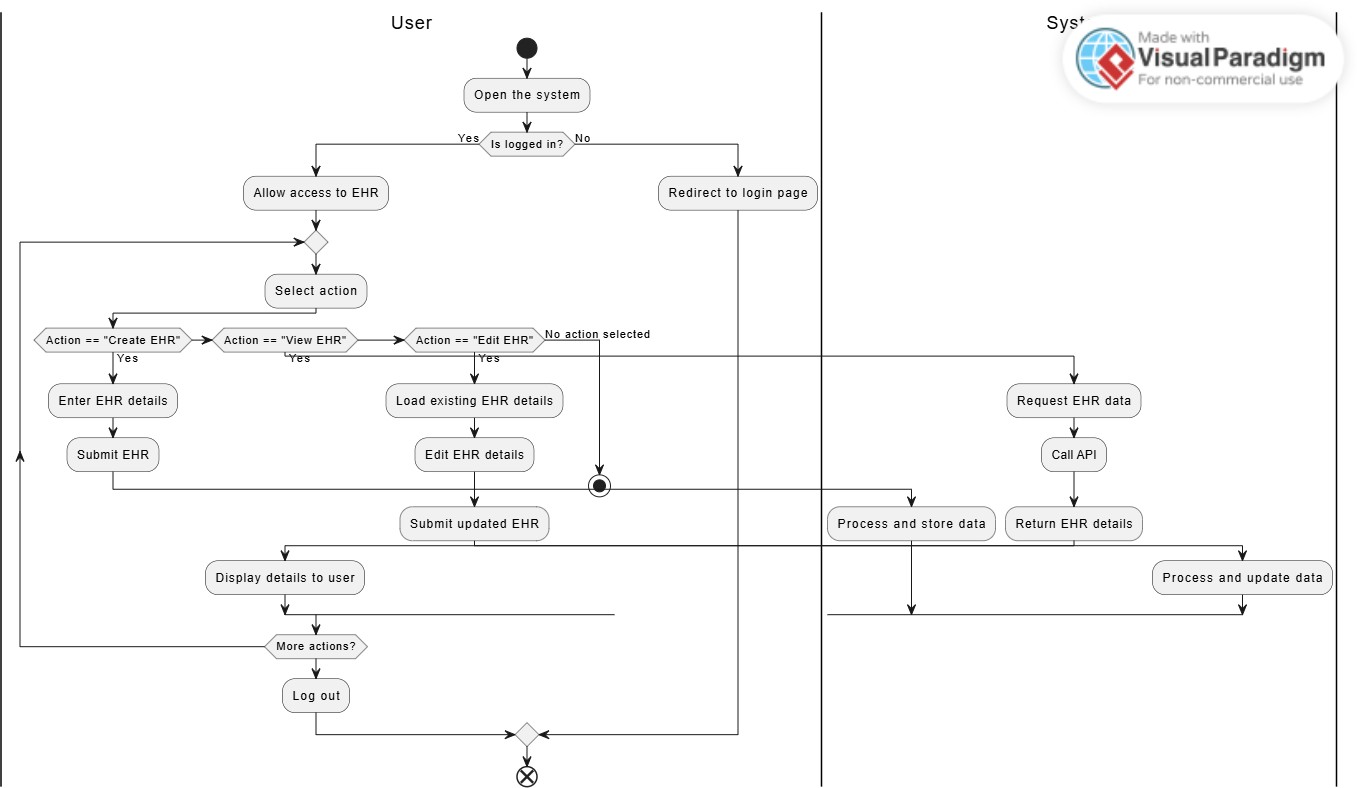 User
Syst
Made with
Visual Paradigm
For non-commercial use
Open the system
Yes
Is logged in?
No
Allow access to EHR
Redirect to login page
Select action
Action == "Create EHR"
Action == "View EHR"
Action == "Edit EHR"
No action selected
Yes
Yes
Yes
Enter EHR details
Load existing EHR details
Request EHR data
Submit EHR
Edit EHR details
Call API
Submit updated EHR
Process and store data
Return EHR details
Display details to user
Process and update data
More actions?
Log out